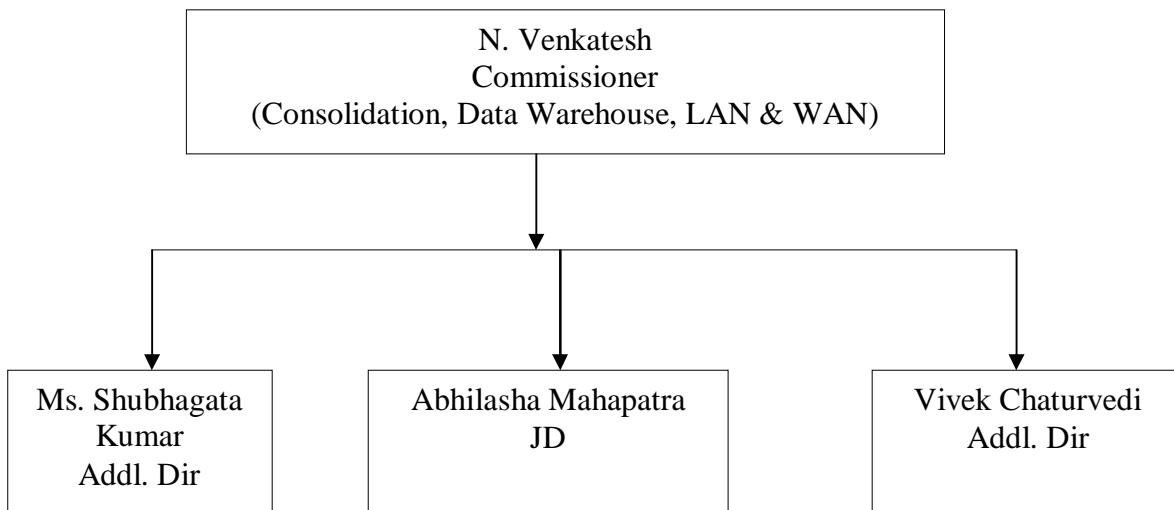 N. Venkatesh
Commissioner
(Consolidation, Data Warehouse, LAN & WAN)
Ms. Shubhagata
Kumar
Addl. Dir
Abhilasha Mahapatra
JD
Vivek Chaturvedi
Addl. Dir